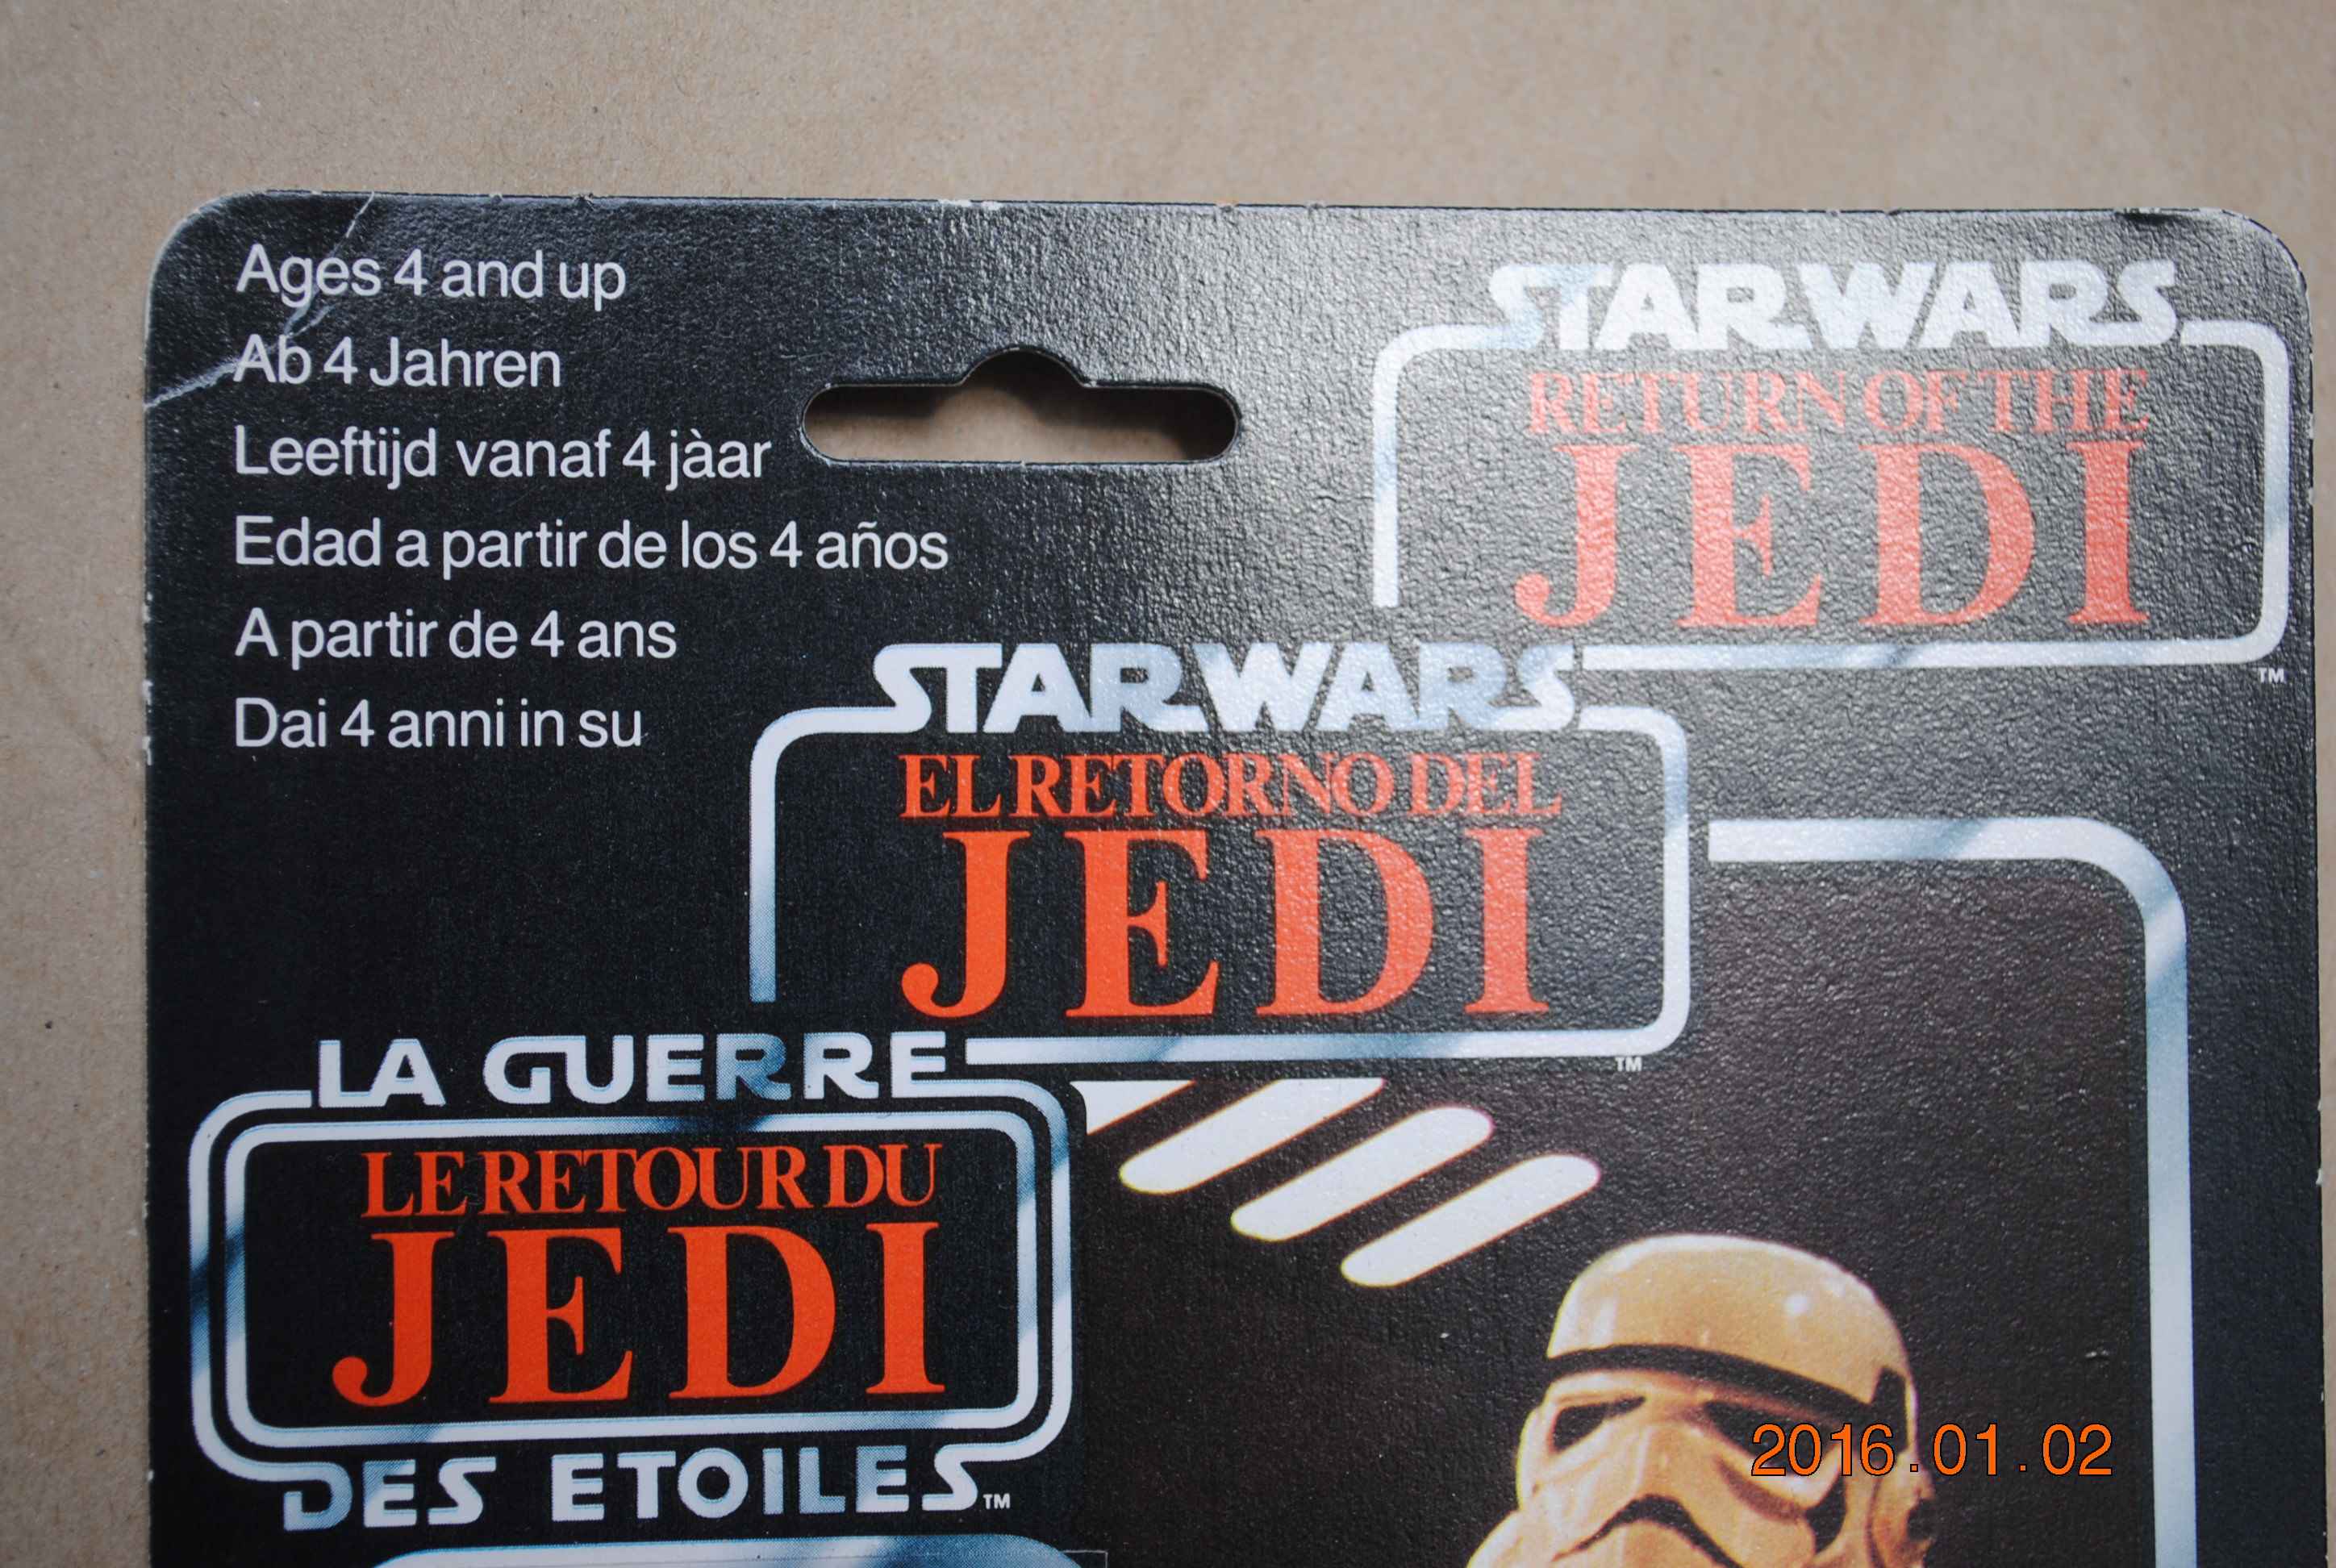 Ages 4 and up
Ab 4 Jahren
Leeftijd vanaf 4 jàar
Edad a partir de los 4 años
A partir de 4 ans
Dai 4 anni in su
STAR WARS
RETURN OF THE
JEDI
TM
STAR WARS
EL RETORNO DEL
JEDI
TM
LA GUERRE
LE RETOUR DU
JEDI
DES ETOILES
TM
2016.01.02